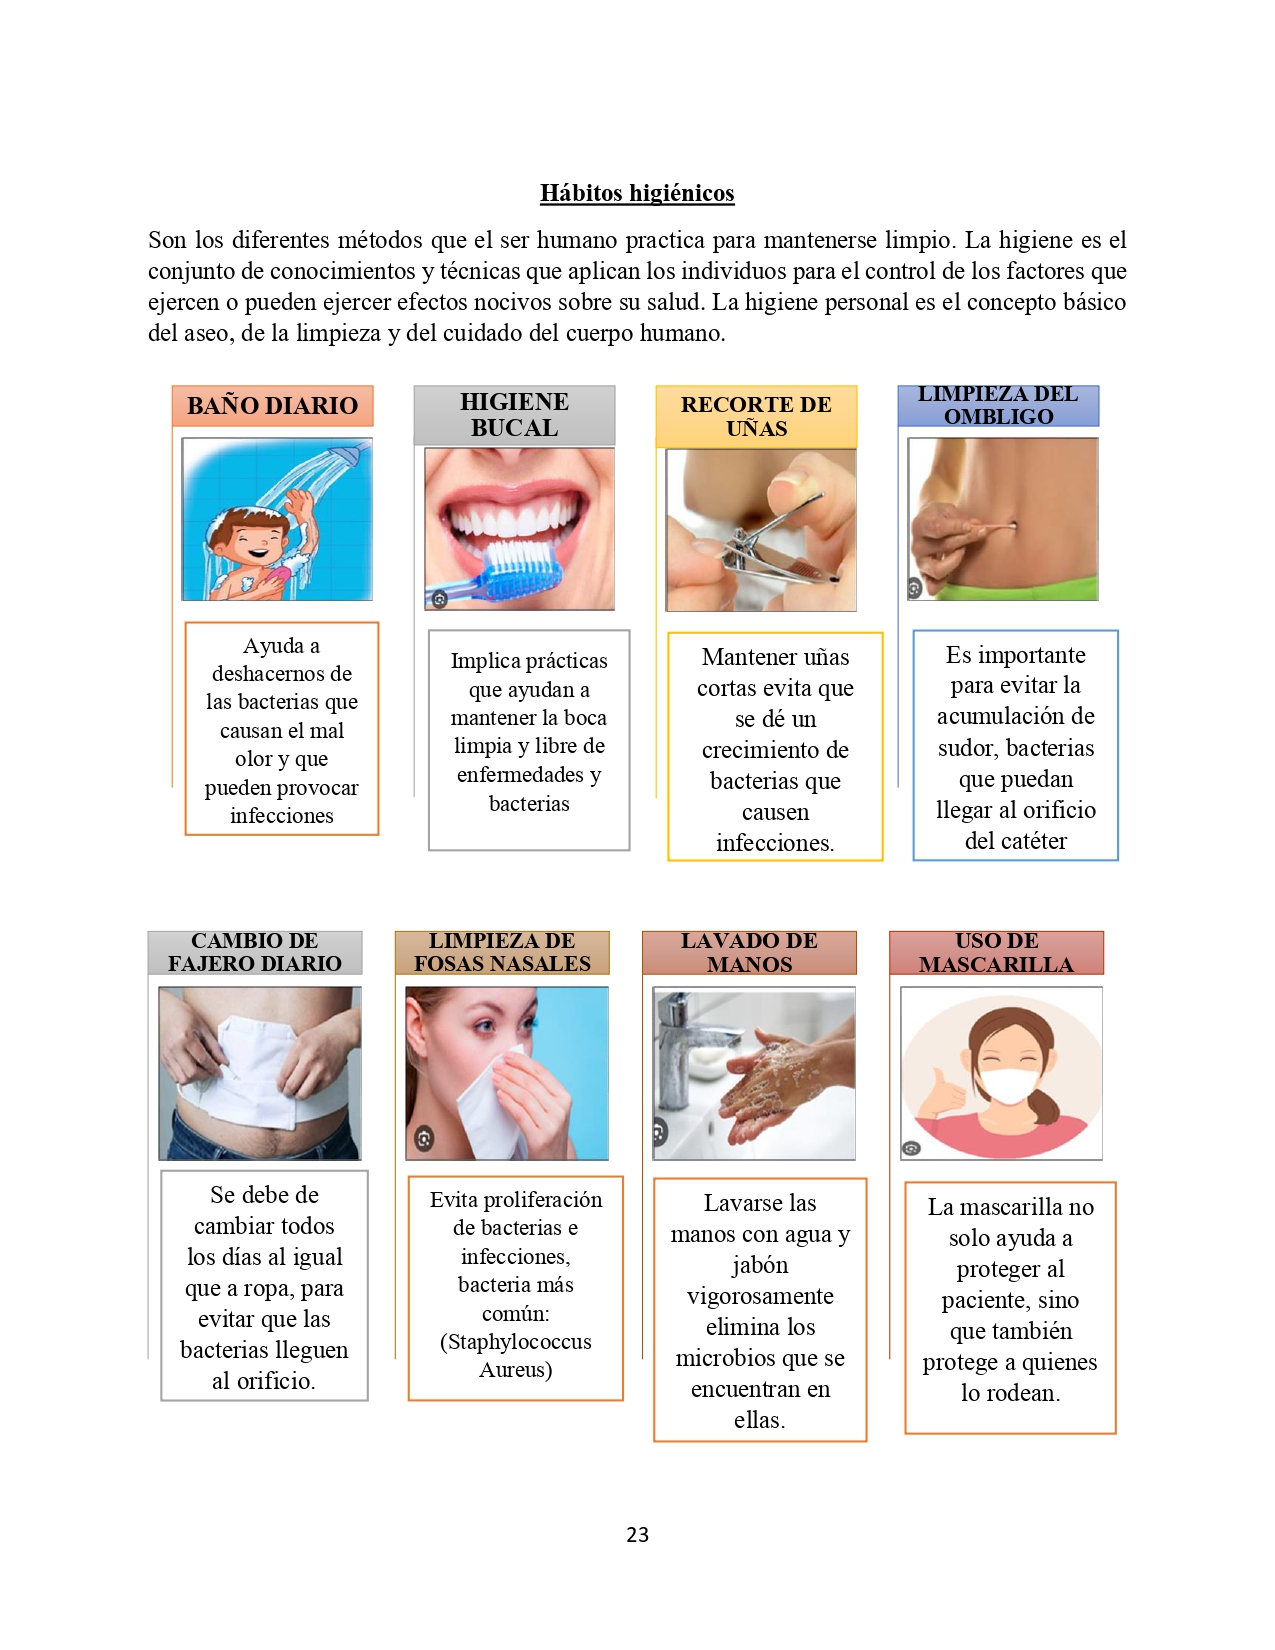 Hábitos higiénicos
Son los diferentes métodos que el ser humano practica para mantenerse limpio. La higiene es el
conjunto de conocimientos y técnicas que aplican los individuos para el control de los factores que
ejercen o pueden ejercer efectos nocivos sobre su salud. La higiene personal es el concepto básico
del aseo, de la limpieza y del cuidado del cuerpo humano.
BAÑO DIARIO
Ayuda a
deshacernos de
las bacterias que
causan el mal
olor y que
pueden provocar
infecciones
HIGIENE
BUCAL
Implica prácticas
que ayudan a
mantener la boca
limpia y libre de
enfermedades y
bacterias
RECORTE DE
UÑAS
Mantener uñas
cortas evita que
se dé un
crecimiento de
bacterias que
causen
infecciones.
LIMPIEZA DEL
OMBLIGO
Es importante
para evitar la
acumulación de
sudor, bacterias
que puedan
llegar al orificio
del catéter
CAMBIO DE
FAJERO DIARIO
Se debe de
cambiar todos
los días al igual
que a ropa, para
evitar que las
bacterias lleguen
al orificio.
LIMPIEZA DE
FOSAS NASALES
Evita proliferación
de bacterias e
infecciones,
bacteria más
común:
(Staphylococcus
Aureus)
LAVADO DE
MANOS
Lavarse las
manos con agua y
jabón
vigorosamente
elimina los
microbios que se
encuentran en
ellas.
USO DE
MASCARILLA
La mascarilla no
solo ayuda a
proteger al
paciente, sino
que también
protege a quienes
lo rodean.
23